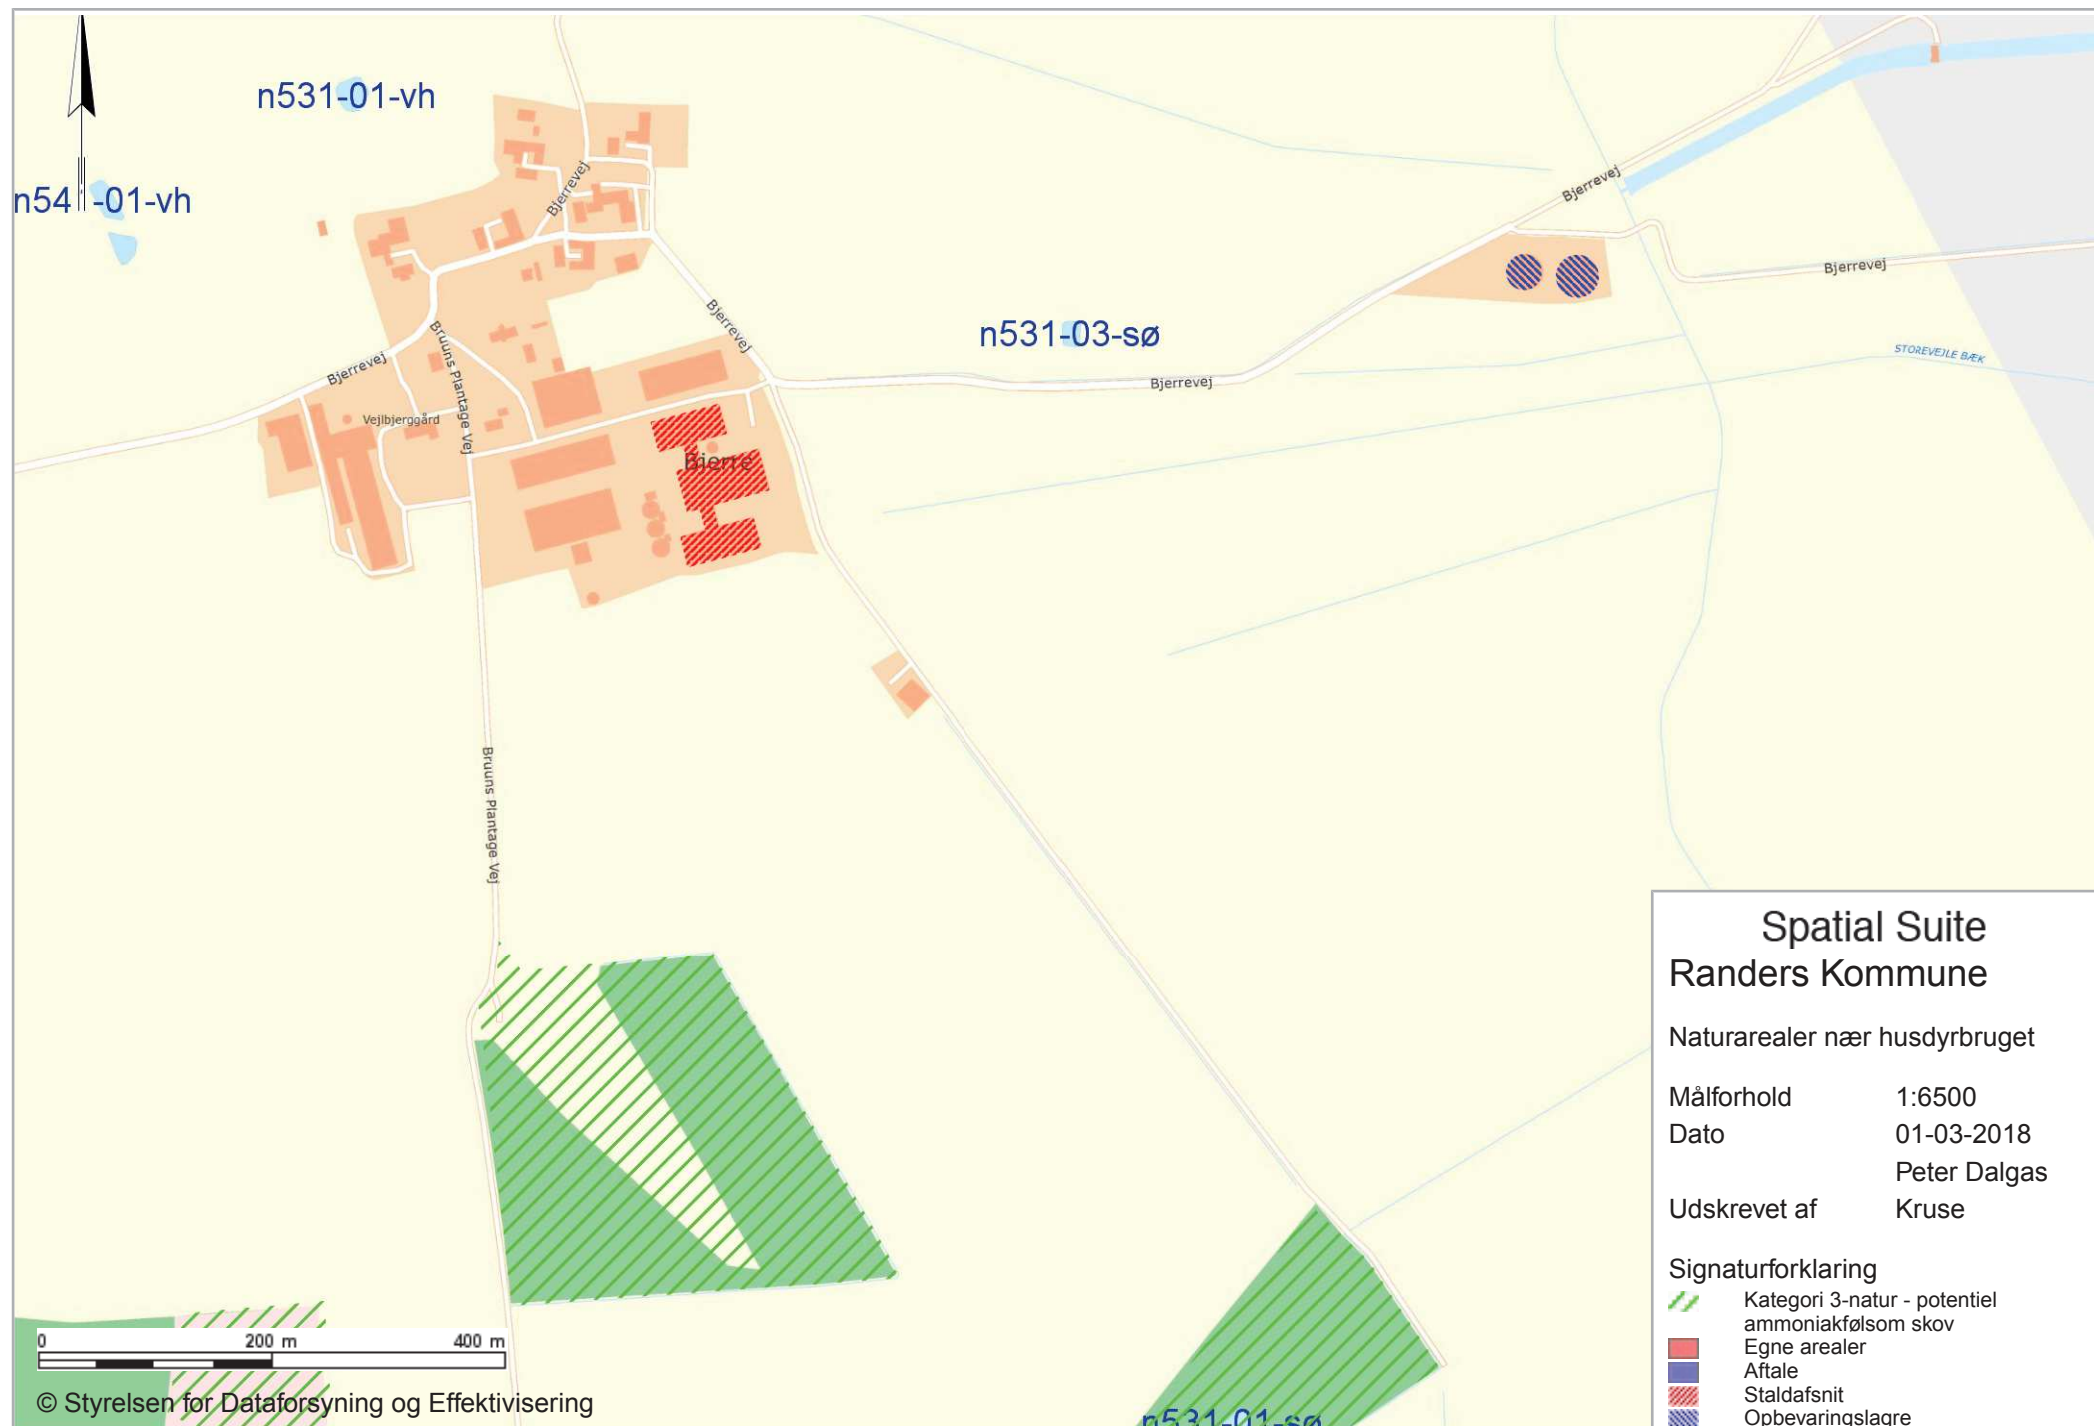 n531-01-vh
n54 -01-vh
Bjerrevej
Bjerrevej
Bjerrevej
Bjerrevej
n531-03-sø
Bjerrevej
Bruuns Plantage Vej
Bjerrevej
Bjerrevej
STOREVEJLE BÆK
Vejlbjerggård
Bjerre
Bruuns Plantage Vej
Spatial Suite
Randers Kommune
Naturarealer nær husdyrbruget
Målforhold 1:6500
Dato 01-03-2018
Peter Dalgas
Udskrevet af Kruse
Signaturforklaring
Kategori 3-natur - potentiel
ammoniakfølsom skov
Egne arealer
Aftale
Staldafsnit
Opbevaringslagre
0 200 m 400 m
© Styrelsen for Dataforsyning og Effektivisering
n531-01-sø